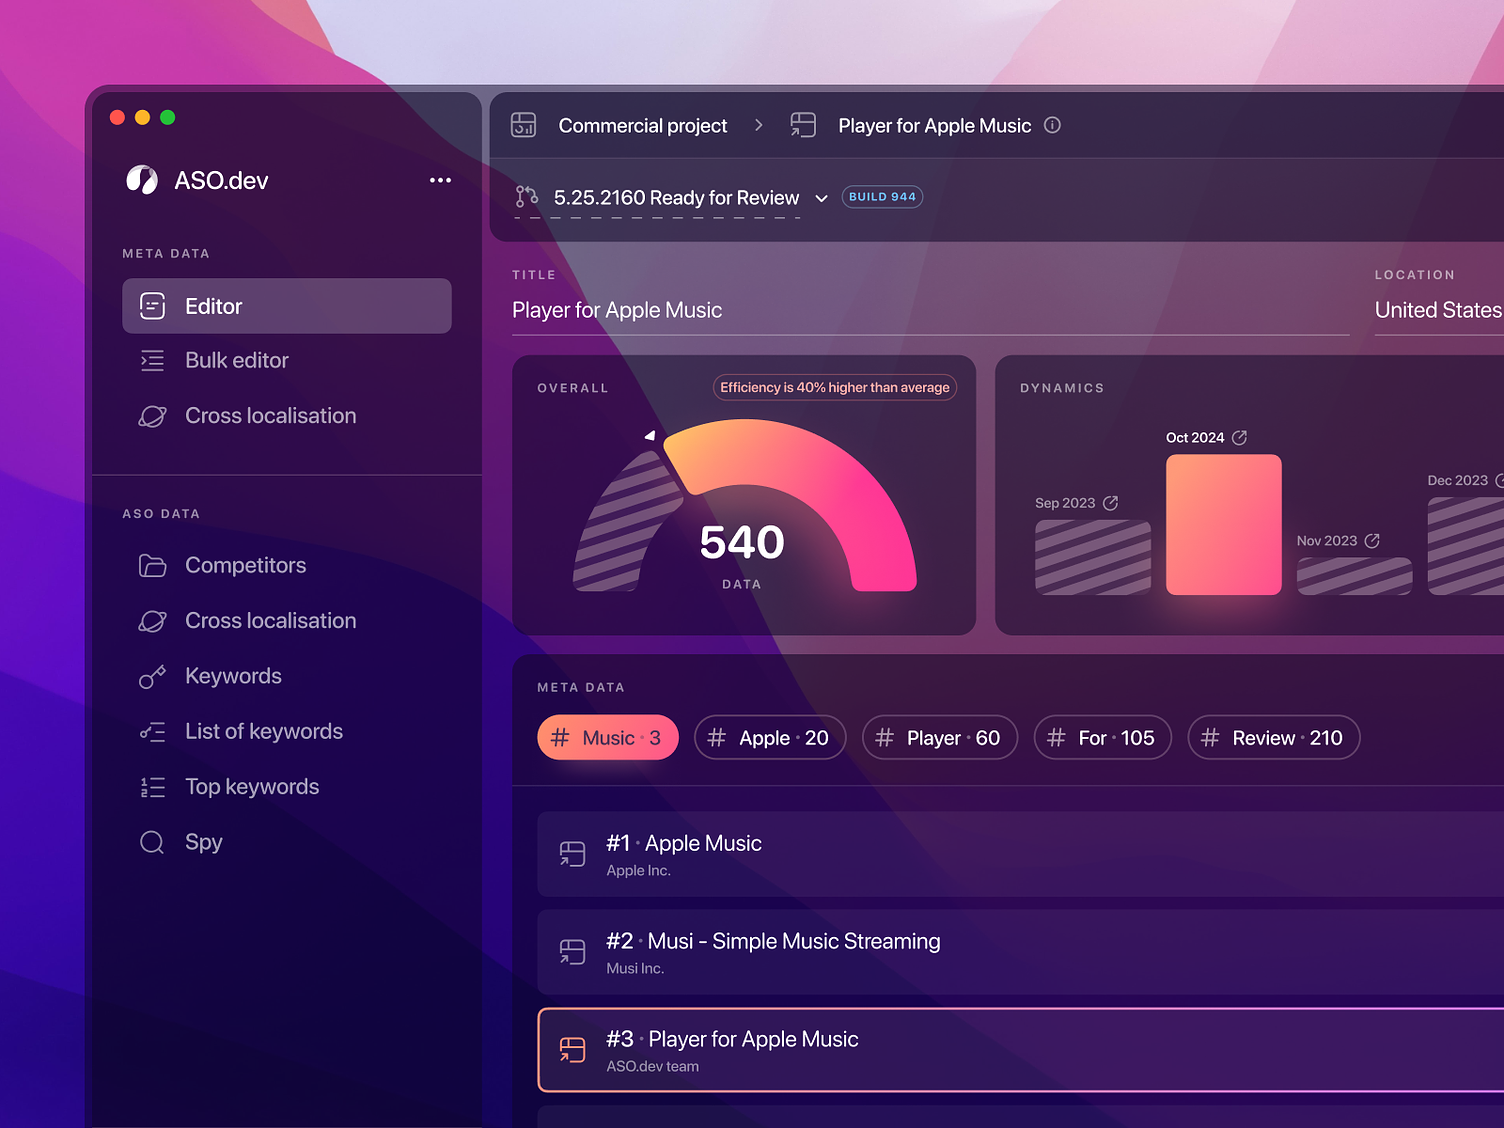 ASO.dev
META DATA
Editor
Bulk editor
Cross localisation
ASO DATA
Competitors
Cross localisation
Keywords
List of keywords
Top keywords
Spy
Commercial project
Player for Apple Music
5.25.2160 Ready for Review
BUILD 944
TITLE
Player for Apple Music
LOCATION
United States
OVERALL
Efficiency is 40% higher than average
540
DATA
DYNAMICS
Sep 2023
Oct 2024
Nov 2023
Dec 2023
META DATA
# Music · 3
# Apple · 20
# Player · 60
# For · 105
# Review · 210
#1 · Apple Music
Apple Inc.
#2 · Musi - Simple Music Streaming
Musi Inc.
#3 · Player for Apple Music
ASO.dev team